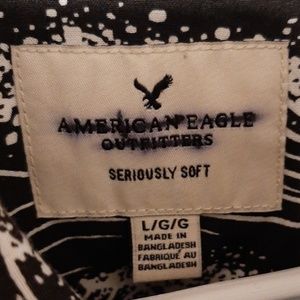 AMERICAN EAGLE
OUTFITTERS
SERIOUSLY SOFT
L/G/G
MADE IN
BANGLADESH
FABRIQUÉ AU
BANGLADESH